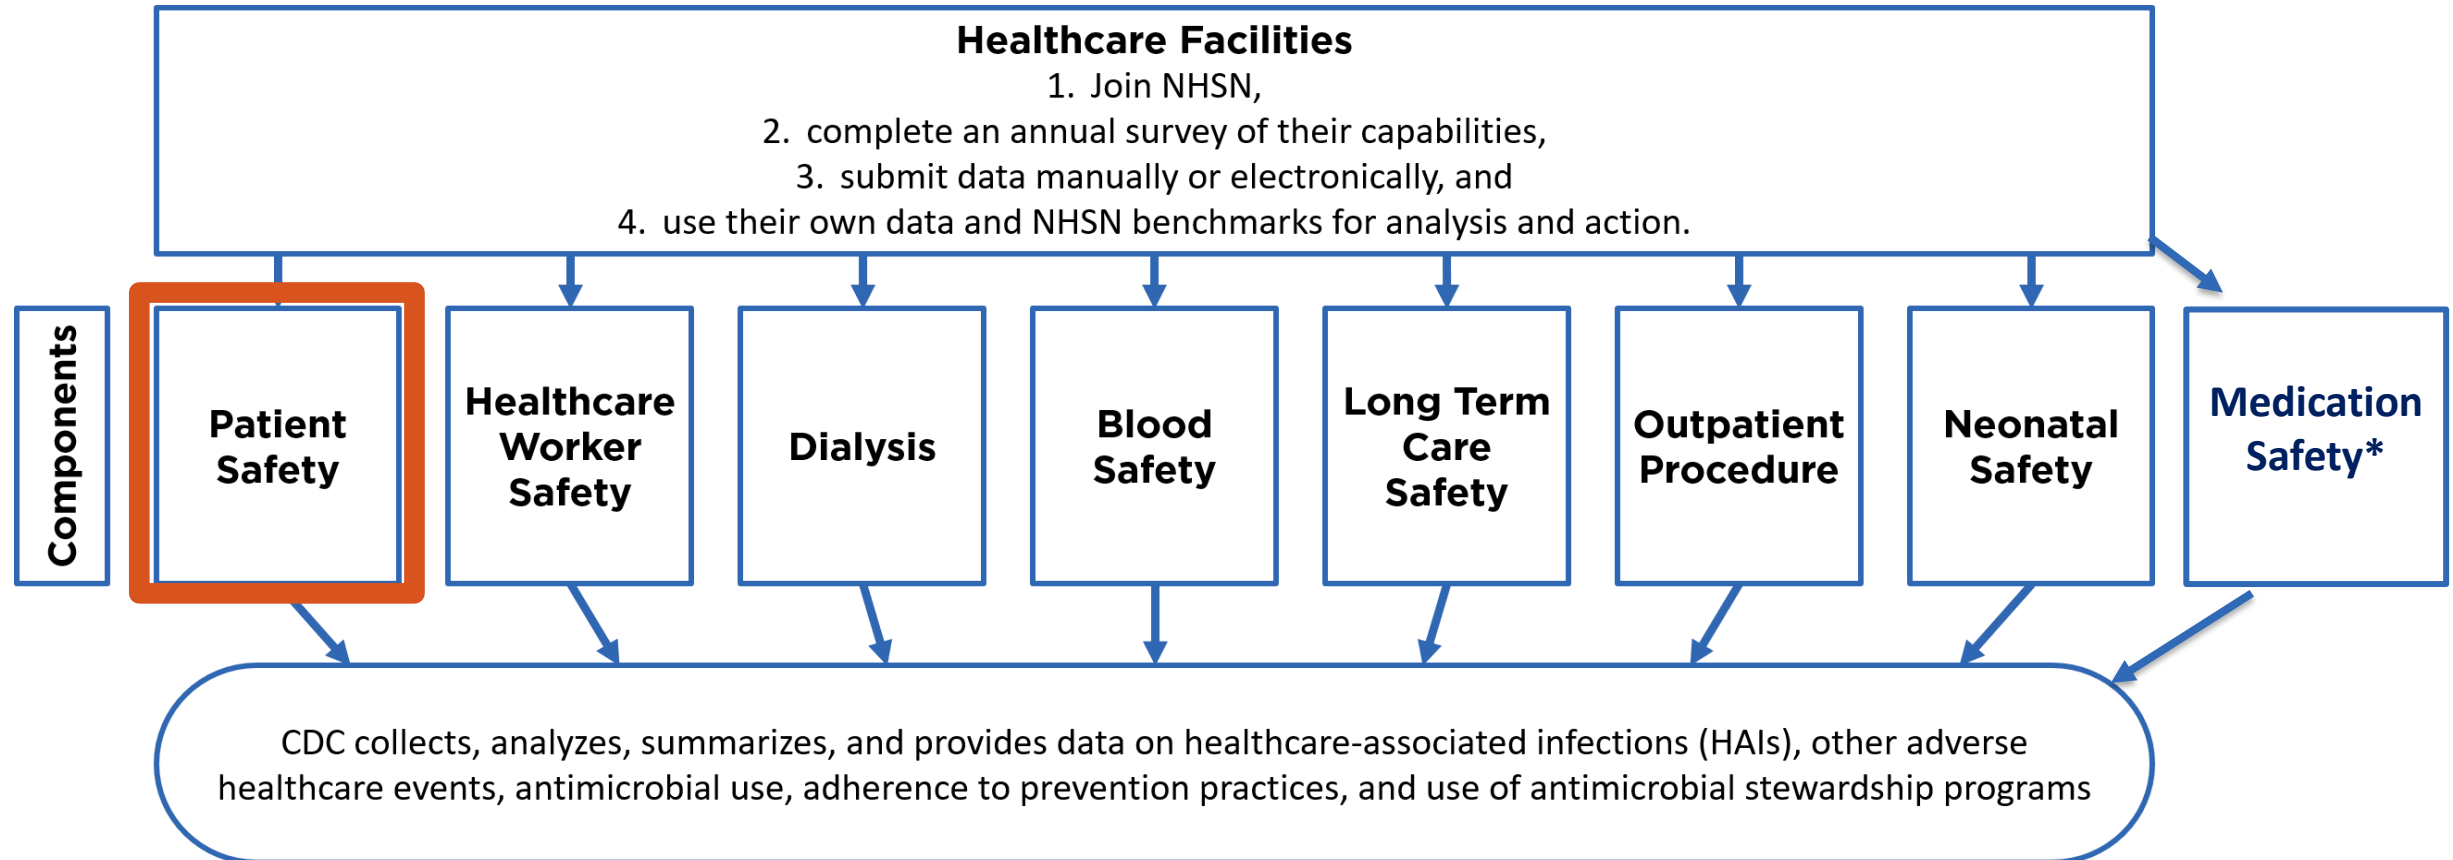 Healthcare Facilities
1. Join NHSN,
2. complete an annual survey of their capabilities,
3. submit data manually or electronically, and
4. use their own data and NHSN benchmarks for analysis and action.
Components
Patient
Safety
Healthcare
Worker
Safety
Dialysis
Blood
Safety
Long Term
Care
Safety
Outpatient
Procedure
Neonatal
Safety
Medication
Safety*
CDC collects, analyzes, summarizes, and provides data on healthcare-associated infections (HAIs), other adverse
healthcare events, antimicrobial use, adherence to prevention practices, and use of antimicrobial stewardship programs